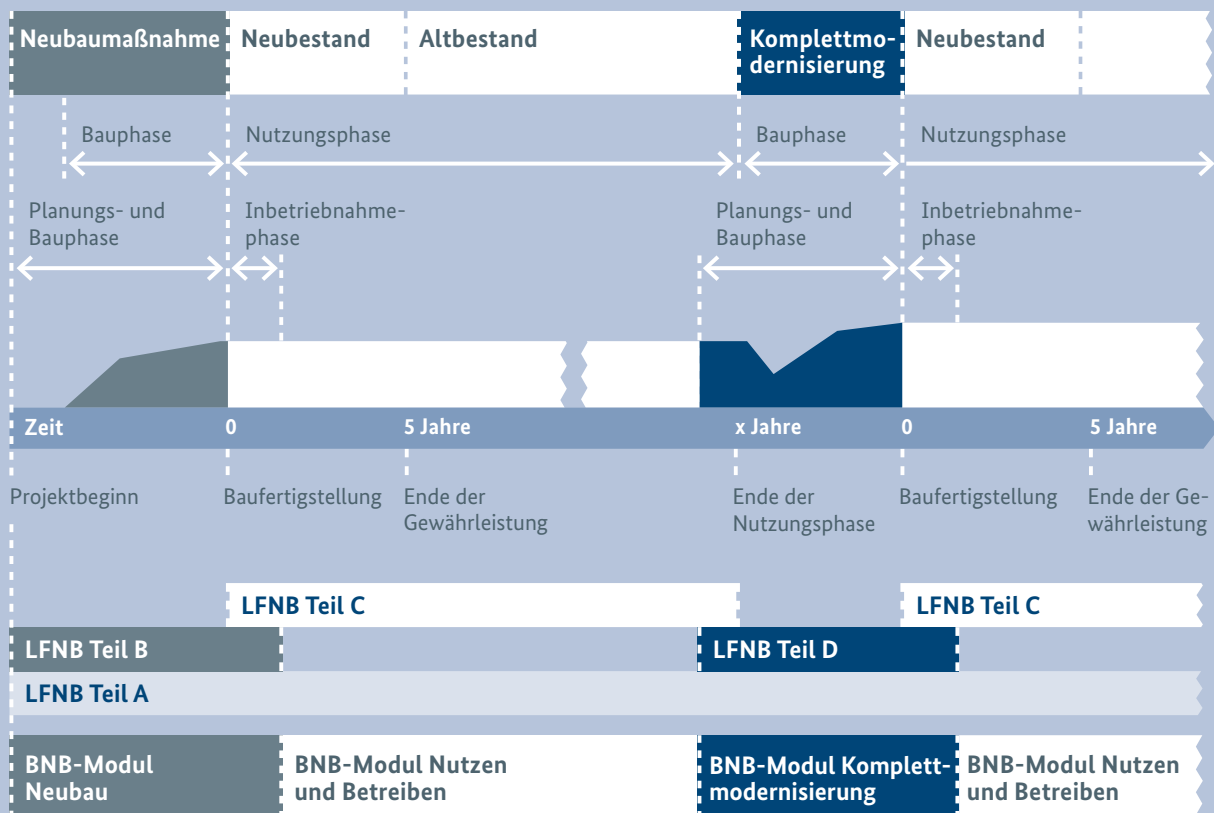 Neubaumaßnahme
Neubestand
Altbestand
Komplettmo-
dernisierung
Neubestand
Bauphase
Nutzungsphase
Bauphase
Nutzungsphase
Planungs- und
Bauphase
Inbetriebnahme-
phase
Planungs- und
Bauphase
Inbetriebnahme-
phase
Zeit
0
5 Jahre
x Jahre
0
5 Jahre
Projektbeginn
Baufertigstellung
Ende der
Gewährleistung
Ende der
Nutzungsphase
Baufertigstellung
Ende der Ge-
währleistung
LFNB Teil C
LFNB Teil C
LFNB Teil B
LFNB Teil D
LFNB Teil A
BNB-Modul
Neubau
BNB-Modul Nutzen
und Betreiben
BNB-Modul Komplett-
modernisierung
BNB-Modul Nutzen
und Betreiben